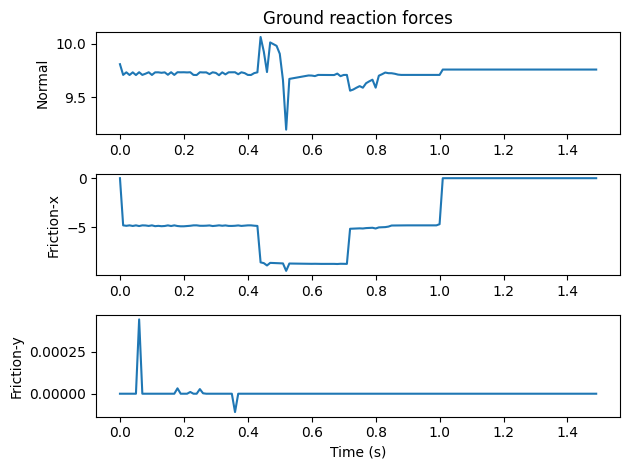 Ground reaction forces
Normal
10.0
9.5
0.0 0.2 0.4 0.6 0.8 1.0 1.2 1.4
Friction-x
0
−5
0.0 0.2 0.4 0.6 0.8 1.0 1.2 1.4
Friction-y
0.00025
0.00000
0.0 0.2 0.4 0.6 0.8 1.0 1.2 1.4
Time (s)